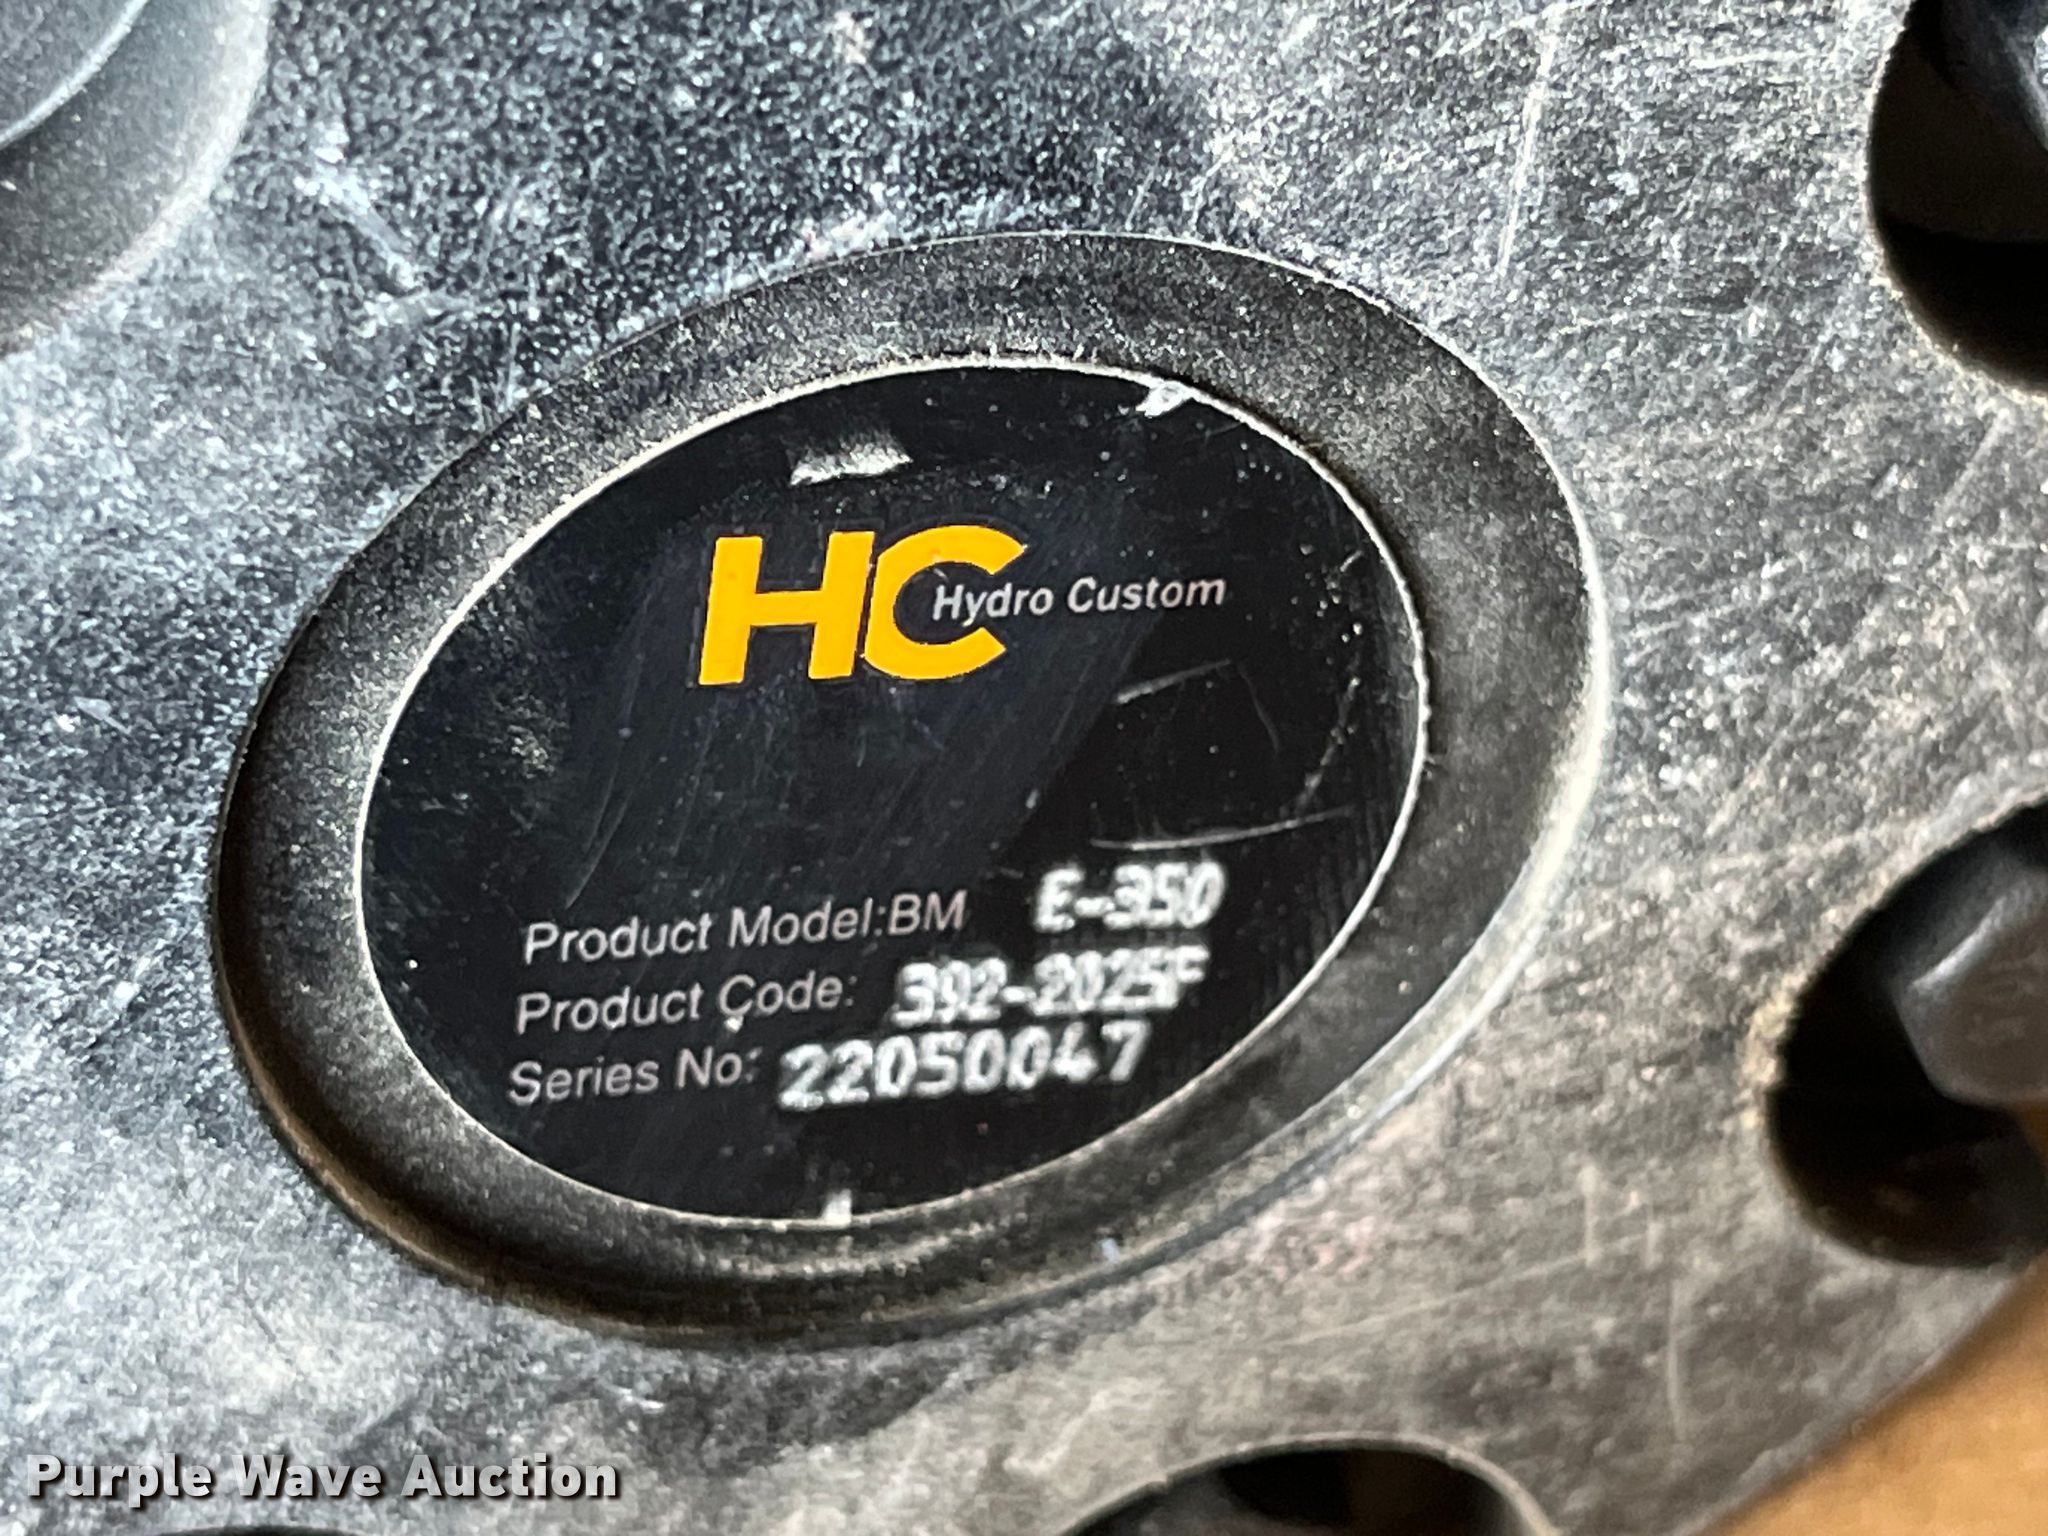 HC Hydro Custom
Product Model:BM E-350
Product Code: 392-2025F
Series No: 22050047
Purple Wave Auction